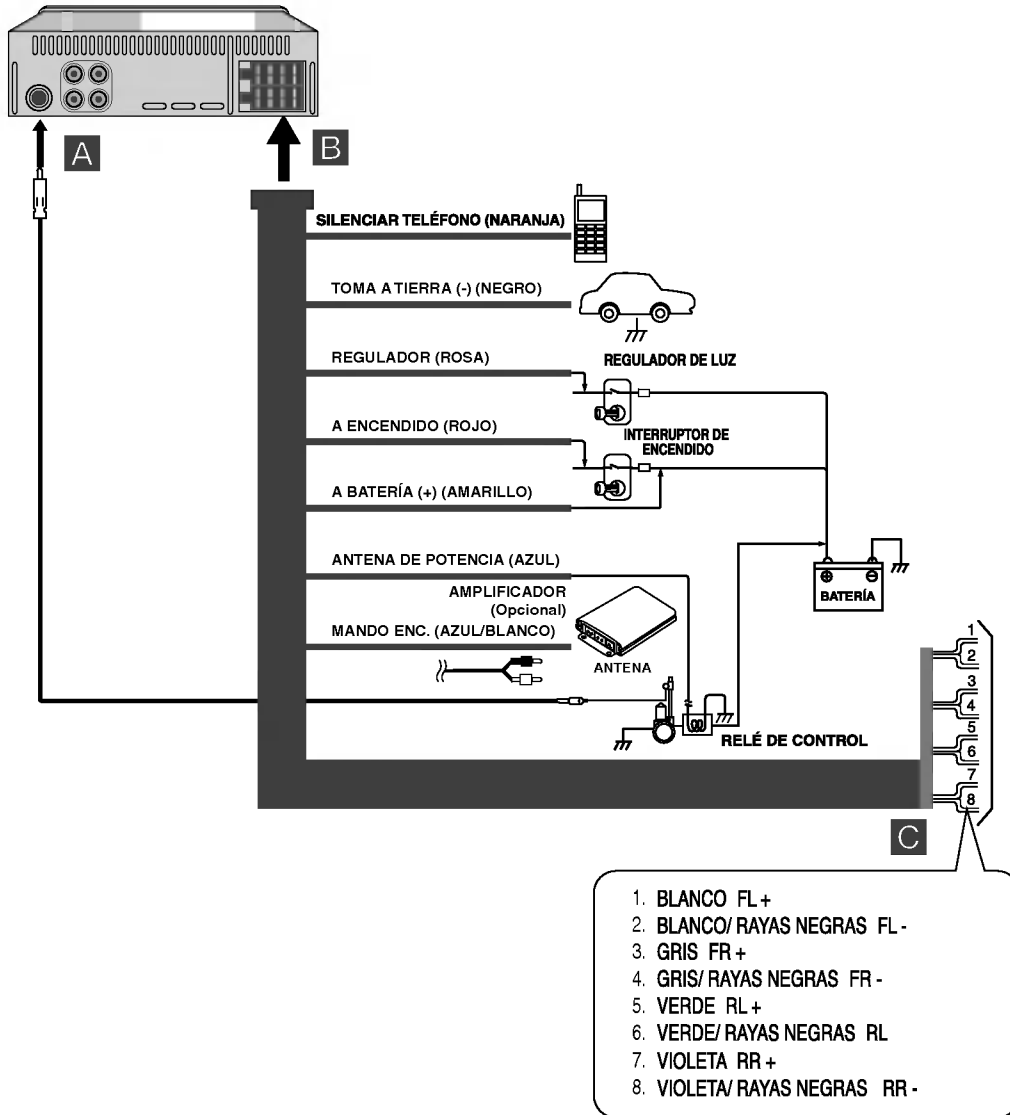 A
B
SILENCIAR TELÉFONO (NARANJA)
TOMA A TIERRA (-) (NEGRO)
REGULADOR (ROSA)
REGULADOR DE LUZ
A ENCENDIDO (ROJO)
INTERRUPTOR DE
ENCENDIDO
A BATERÍA (+) (AMARILLO)
ANTENA DE POTENCIA (AZUL)
BATERÍA
AMPLIFICADOR
(Opcional)
MANDO ENC. (AZUL/BLANCO)
ANTENA
RELÉ DE CONTROL
1
2
3
4
5
6
7
8
C
1. BLANCO FL +
2. BLANCO/ RAYAS NEGRAS FL -
3. GRIS FR +
4. GRIS/ RAYAS NEGRAS FR -
5. VERDE RL +
6. VERDE/ RAYAS NEGRAS RL
7. VIOLETA RR +
8. VIOLETA/ RAYAS NEGRAS RR -